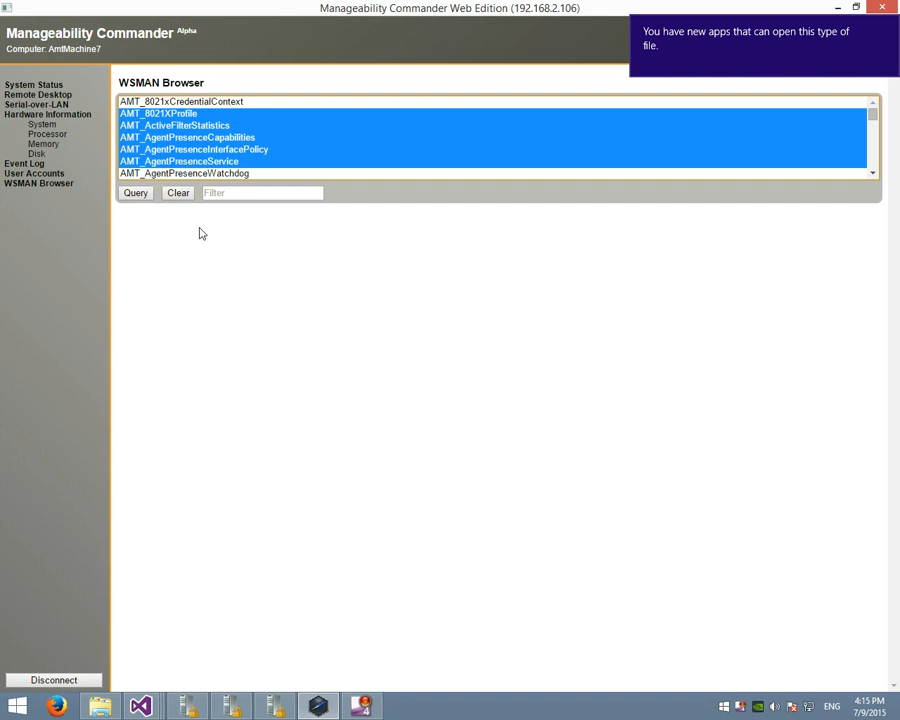 Manageability Commander Web Edition (192.168.2.106)
Manageability Commander Alpha
Computer: AmtMachine7
You have new apps that can open this type of
file.
System Status
Remote Desktop
Serial-over-LAN
Hardware Information
System
Processor
Memory
Disk
Event Log
User Accounts
WSMAN Browser
WSMAN Browser
AMT_8021xCredentialContext
AMT_8021XProfile
AMT_ActiveFilterStatistics
AMT_AgentPresenceCapabilities
AMT_AgentPresenceInterfacePolicy
AMT_AgentPresenceService
AMT_AgentPresenceWatchdog
Query Clear Filter
Disconnect
ENG
4:15 PM
7/9/2015